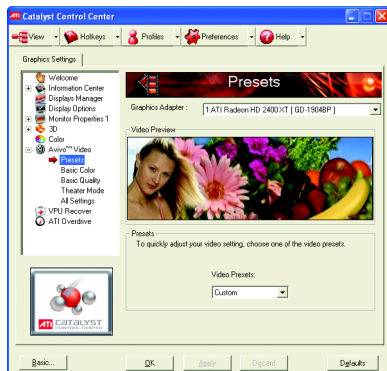 ATI Catalyst Control Center
View Hotkeys Profiles Preferences Help
Graphics Settings
Welcome
Information Center
Displays Manager
Display Options
Monitor Properties 1
3D
Color
Avivo™ Video
Presets
Basic Color
Basic Quality
Theater Mode
All Settings
VPU Recover
ATI Overdrive
ATI CATALYST
CONTROL CENTER
Presets
Graphics Adapter :
1.ATI Radeon HD 2400 XT [ GD-1904BP ]
Video Preview
Presets
To quickly adjust your video setting, choose one of the video presets.
Video Presets:
Custom
Basic... OK Apply Discard Defaults